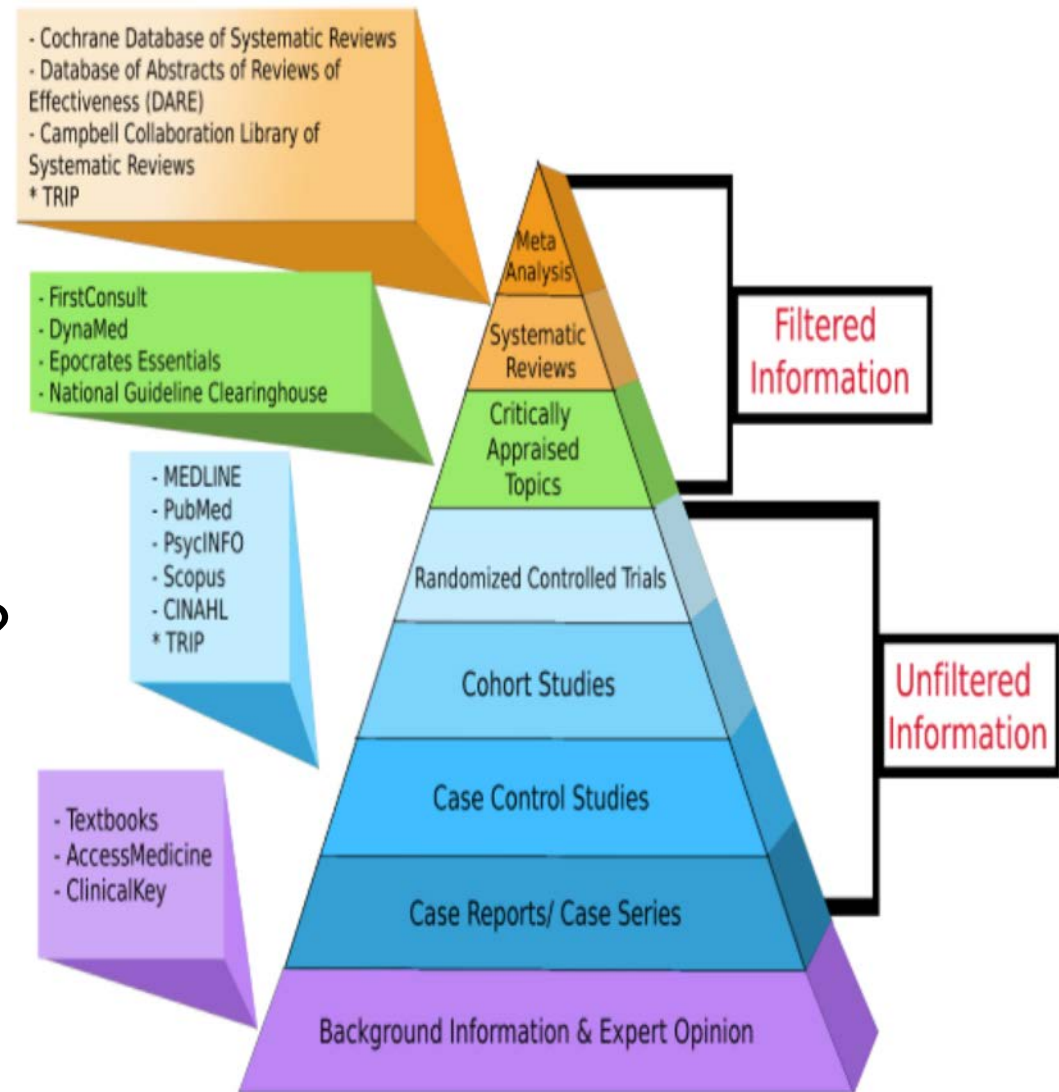 - Cochrane Database of Systematic Reviews
- Database of Abstracts of Reviews of
Effectiveness (DARE)
- Campbell Collaboration Library of
Systematic Reviews
* TRIP
- FirstConsult
- DynaMed
- Epocrates Essentials
- National Guideline Clearinghouse
- MEDLINE
- PubMed
- PsycINFO
- Scopus
- CINAHL
* TRIP
- Textbooks
- AccessMedicine
- ClinicalKey
Meta
Analysis
Systematic
Reviews
Critically
Appraised
Topics
Randomized Controlled Trials
Cohort Studies
Case Control Studies
Case Reports/ Case Series
Background Information & Expert Opinion
Filtered
Information
Unfiltered
Information